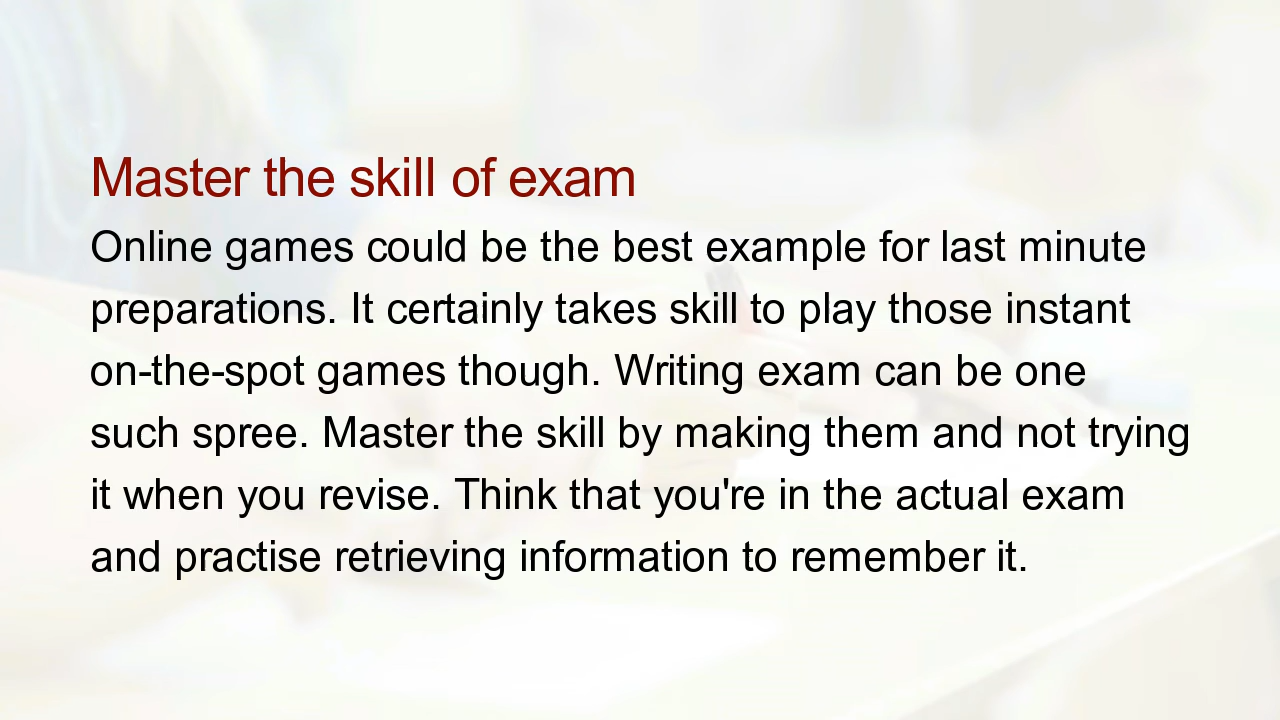 Master the skill of exam
Online games could be the best example for last minute
preparations. It certainly takes skill to play those instant
on-the-spot games though. Writing exam can be one
such spree. Master the skill by making them and not trying
it when you revise. Think that you're in the actual exam
and practise retrieving information to remember it.